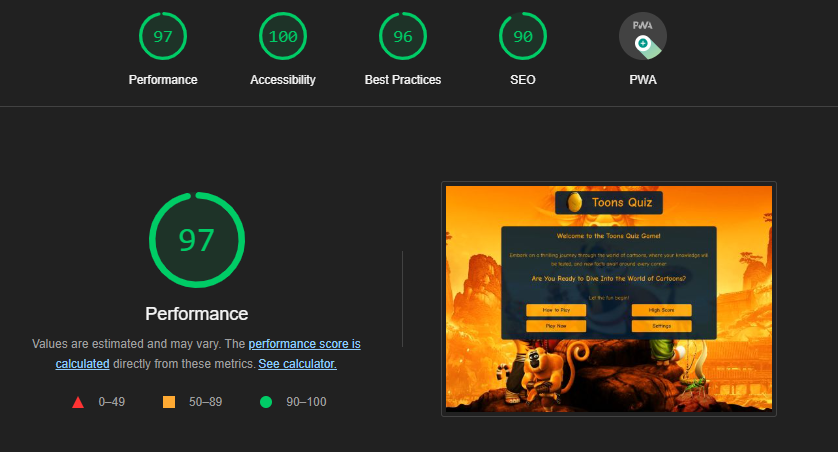 97
100
96
90
PWA
Performance
Accessibility
Best Practices
SEO
PWA
97
Performance
Values are estimated and may vary. The performance score is
calculated directly from these metrics. See calculator.
0–49
50–89
90–100
Toons Quiz
Welcome to the Toons Quiz Game!
Embark on a thrilling journey through the world of cartoons, where your knowledge will
be tested, and new facts await around every corner.
Are You Ready to Dive Into the World of Cartoons?
Let the fun begin!
How to Play
High Score
Play Now
Settings